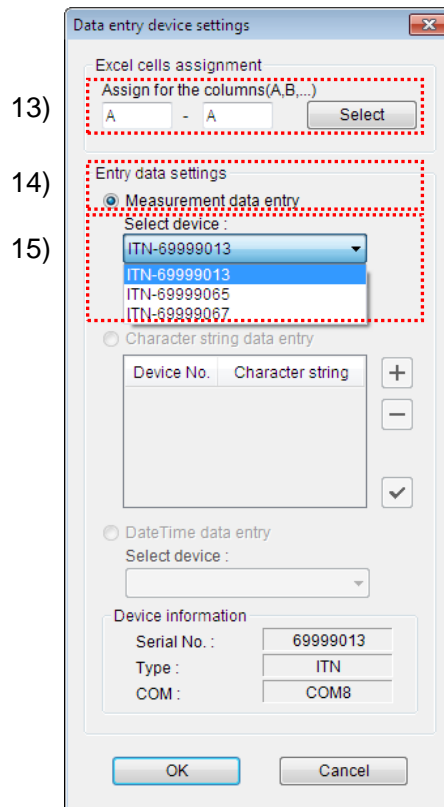 Data entry device settings
Excel cells assignment
13)
Assign for the columns(A,B,...)
A - A Select
14)
Entry data settings
Measurement data entry
15)
Select device :
ITN-69999013
ITN-69999013
ITN-69999065
ITN-69999067
Character string data entry
Device No. Character string
DateTime data entry
Select device :
Device information
Serial No. : 69999013
Type : ITN
COM : COM8
OK Cancel